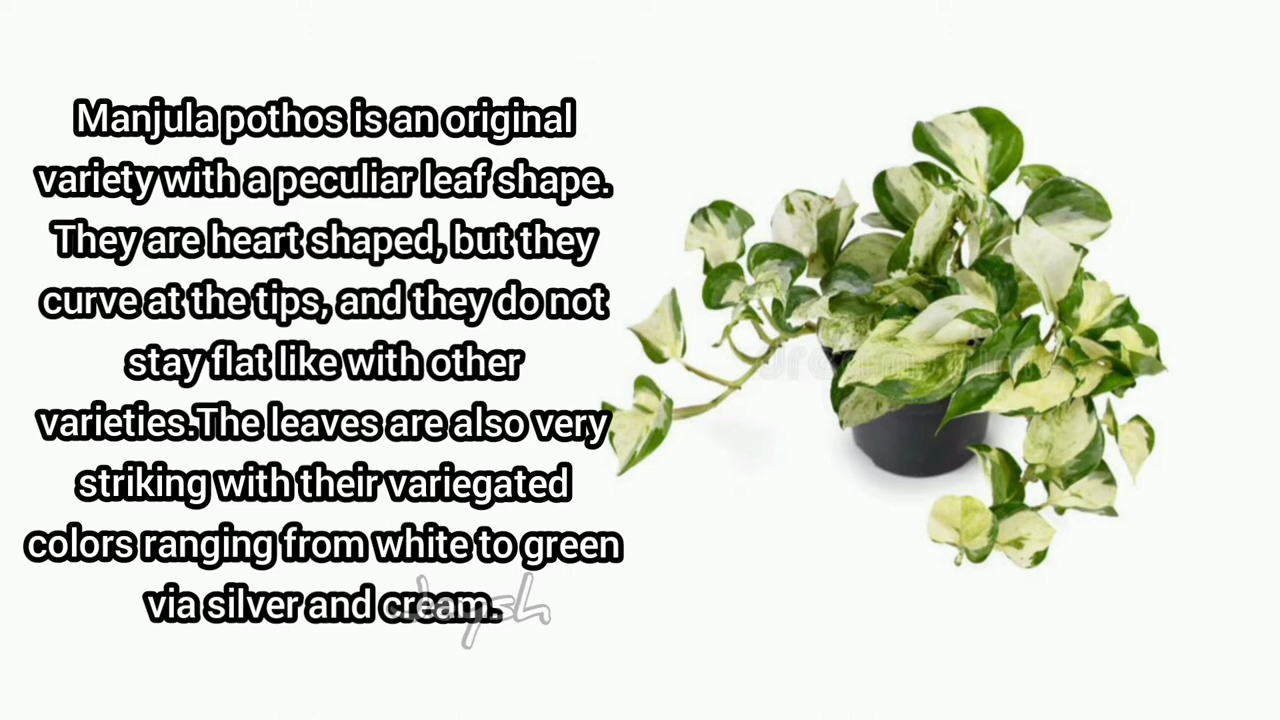 Manjula pothos is an original
variety with a peculiar leaf shape.
They are heart shaped, but they
curve at the tips, and they do not
stay flat like with other
varieties.The leaves are also very
striking with their variegated
colors ranging from white to green
via silver and cream.